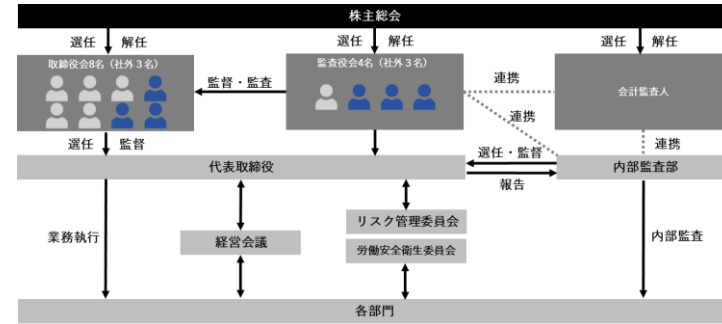 株主総会
選任 解任
選任 解任
選任 解任
取締役会8名（社外３名）
監査役会4名（社外３名）
会計監査人
監督・監査
連携
連携
選任 監督
連携
代表取締役
選任・監督
報告
内部監査部
業務執行
経営会議
リスク管理委員会
労働安全衛生委員会
内部監査
各部門